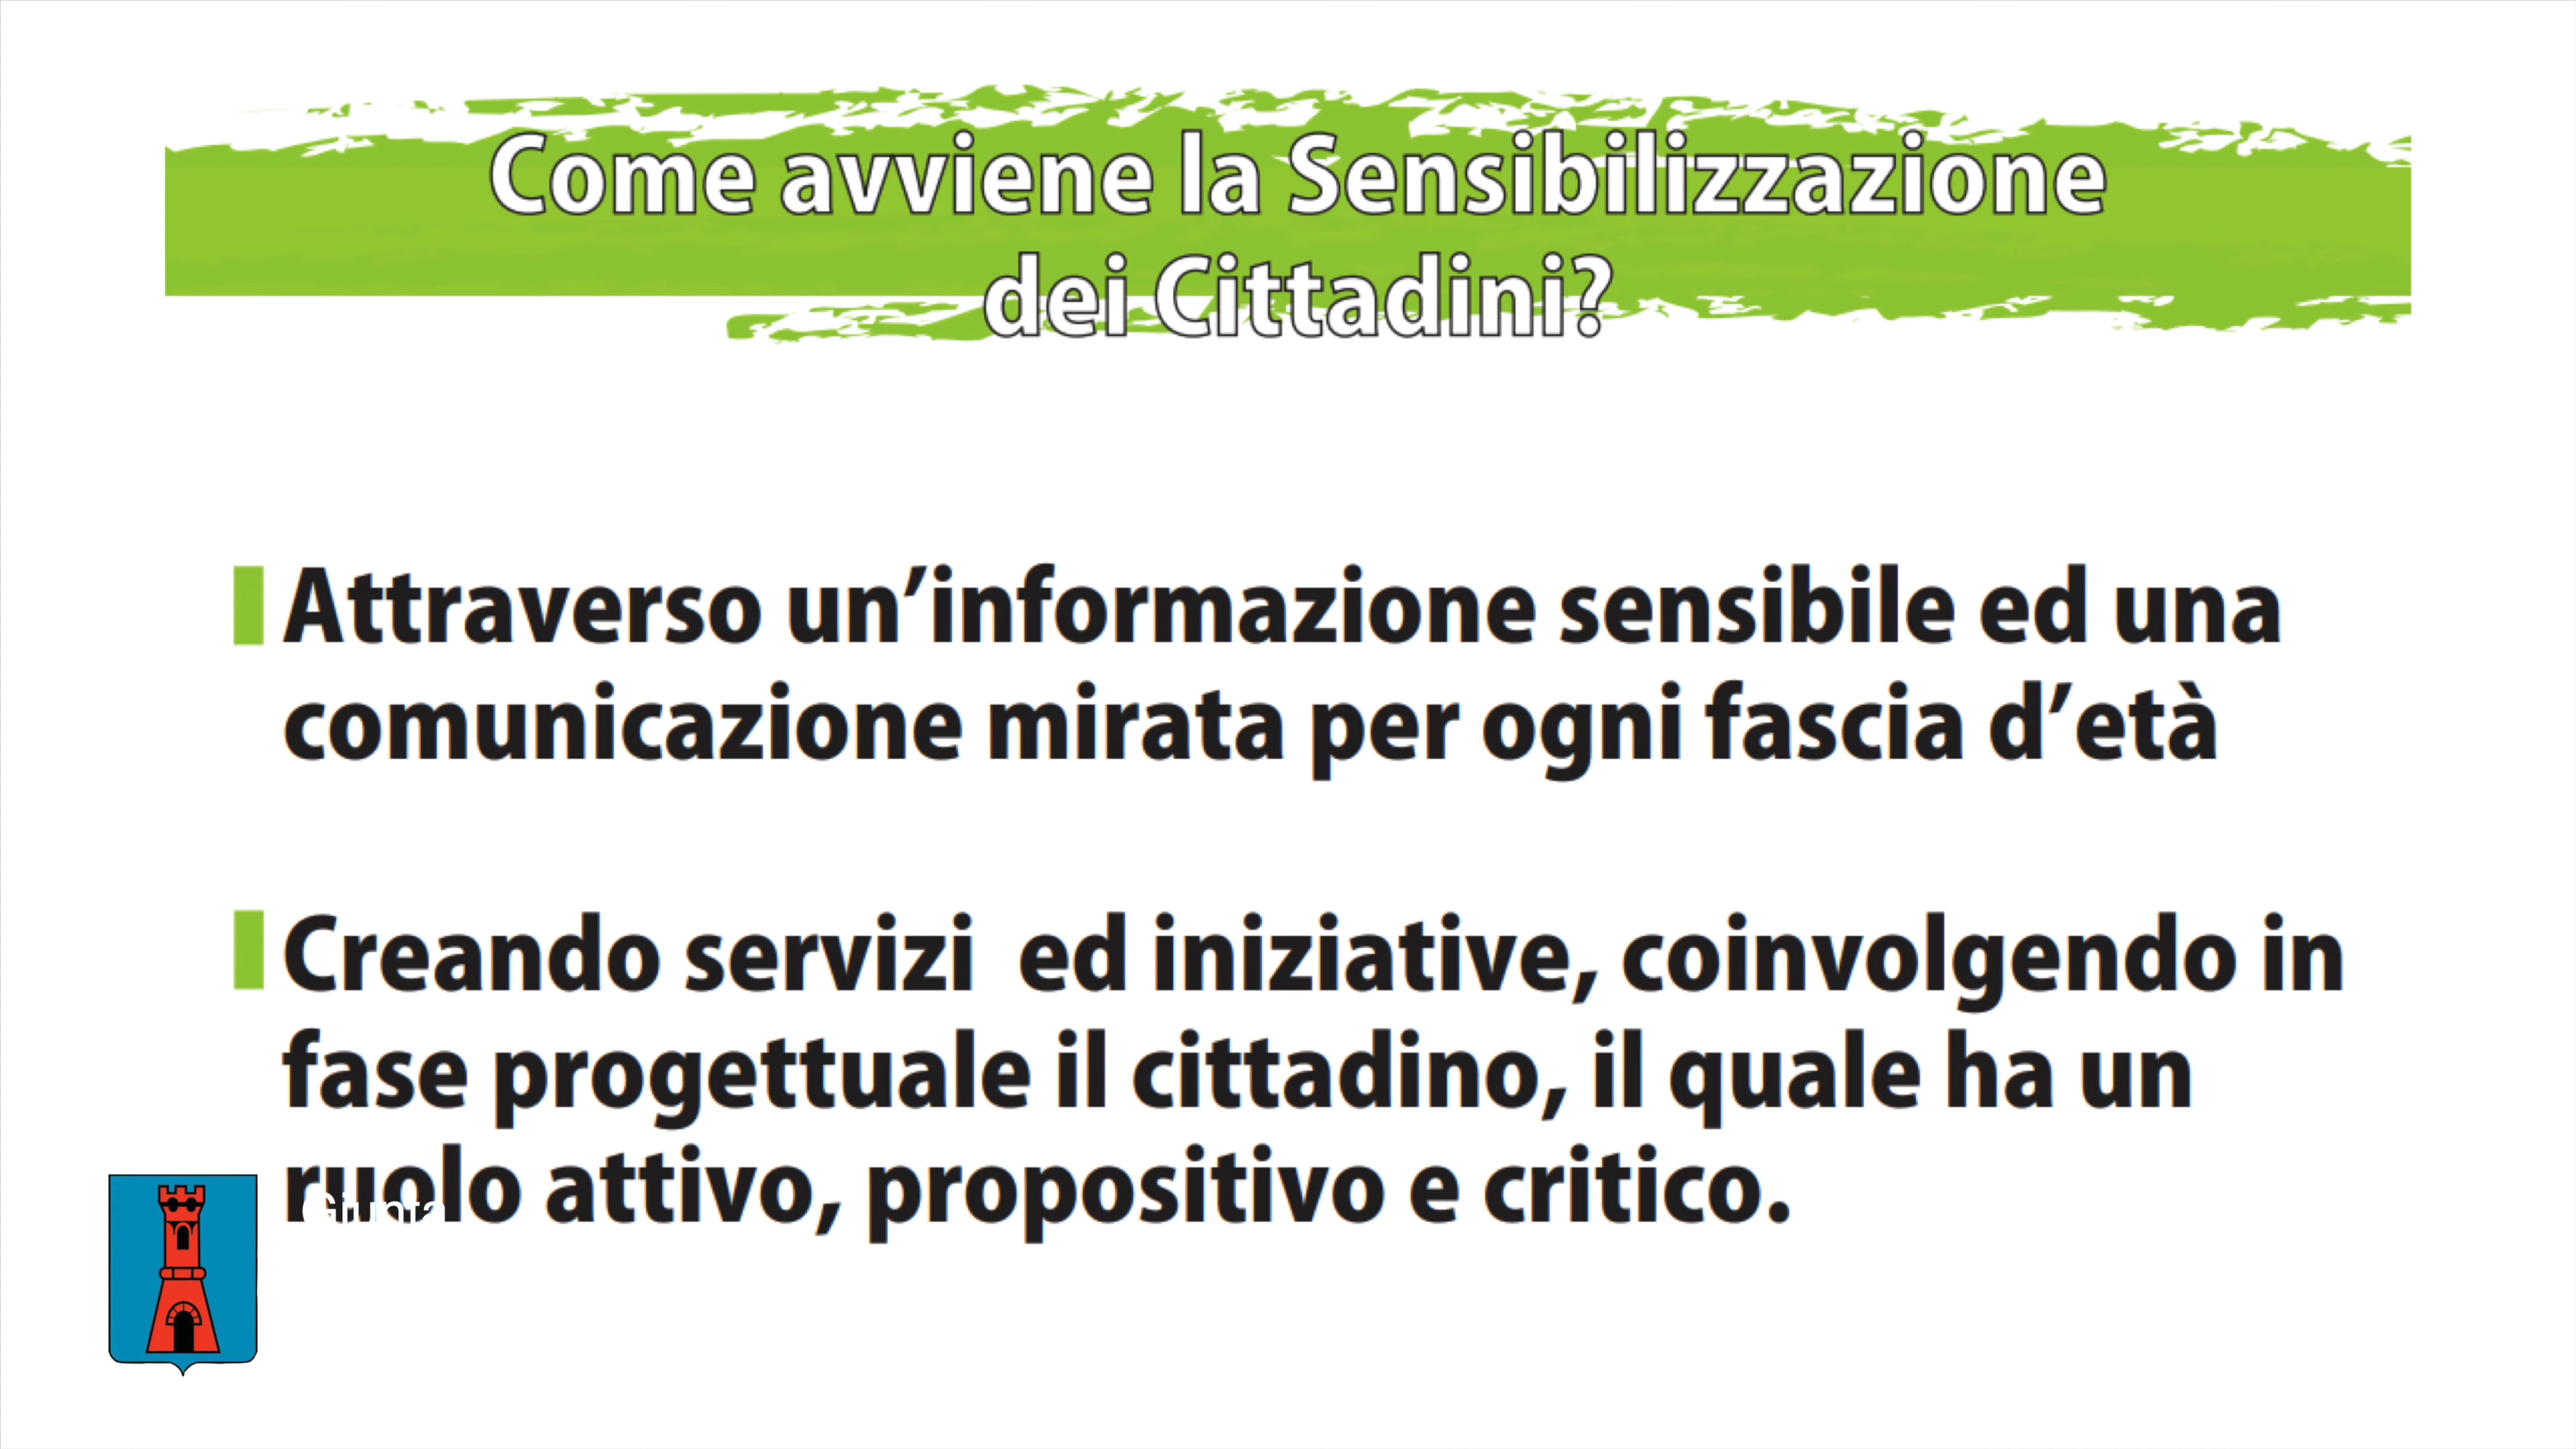 Come avviene la Sensibilizzazione
dei Cittadini?
Attraverso un’informazione sensibile ed una
comunicazione mirata per ogni fascia d’età
Creando servizi  ed iniziative, coinvolgendo in
fase progettuale il cittadino, il quale ha un
ruolo attivo, propositivo e critico.
Giunta